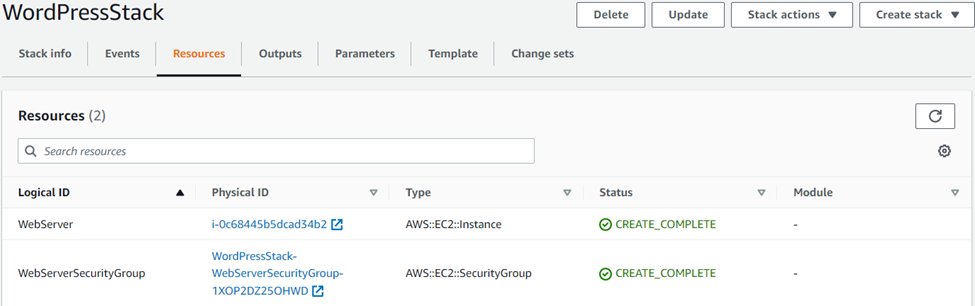 WordPressStack
Delete
Update
Stack actions
Create stack
Stack info
Events
Resources
Outputs
Parameters
Template
Change sets
Resources (2)
Search resources
Logical ID
Physical ID
Type
Status
Module
WebServer
i-0c68445b5dcad34b2
AWS::EC2::Instance
CREATE_COMPLETE
-
WebServerSecurityGroup
WordPressStack-
WebServerSecurityGroup-
1XOP2DZ25OHWD
AWS::EC2::SecurityGroup
CREATE_COMPLETE
-